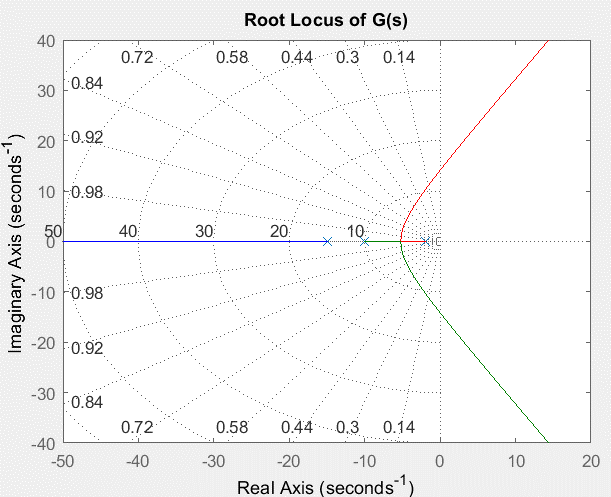 Root Locus of G(s)
40
30
20
10
0
-10
-20
-30
-40
0.72 0.58 0.44 0.3 0.14
0.84
0.92
0.98
50 40 30 20 10
0.98
0.92
0.84
0.72 0.58 0.44 0.3 0.14
-50 -40 -30 -20 -10 0 10 20
Real Axis (seconds-1)
Imaginary Axis (seconds-1)